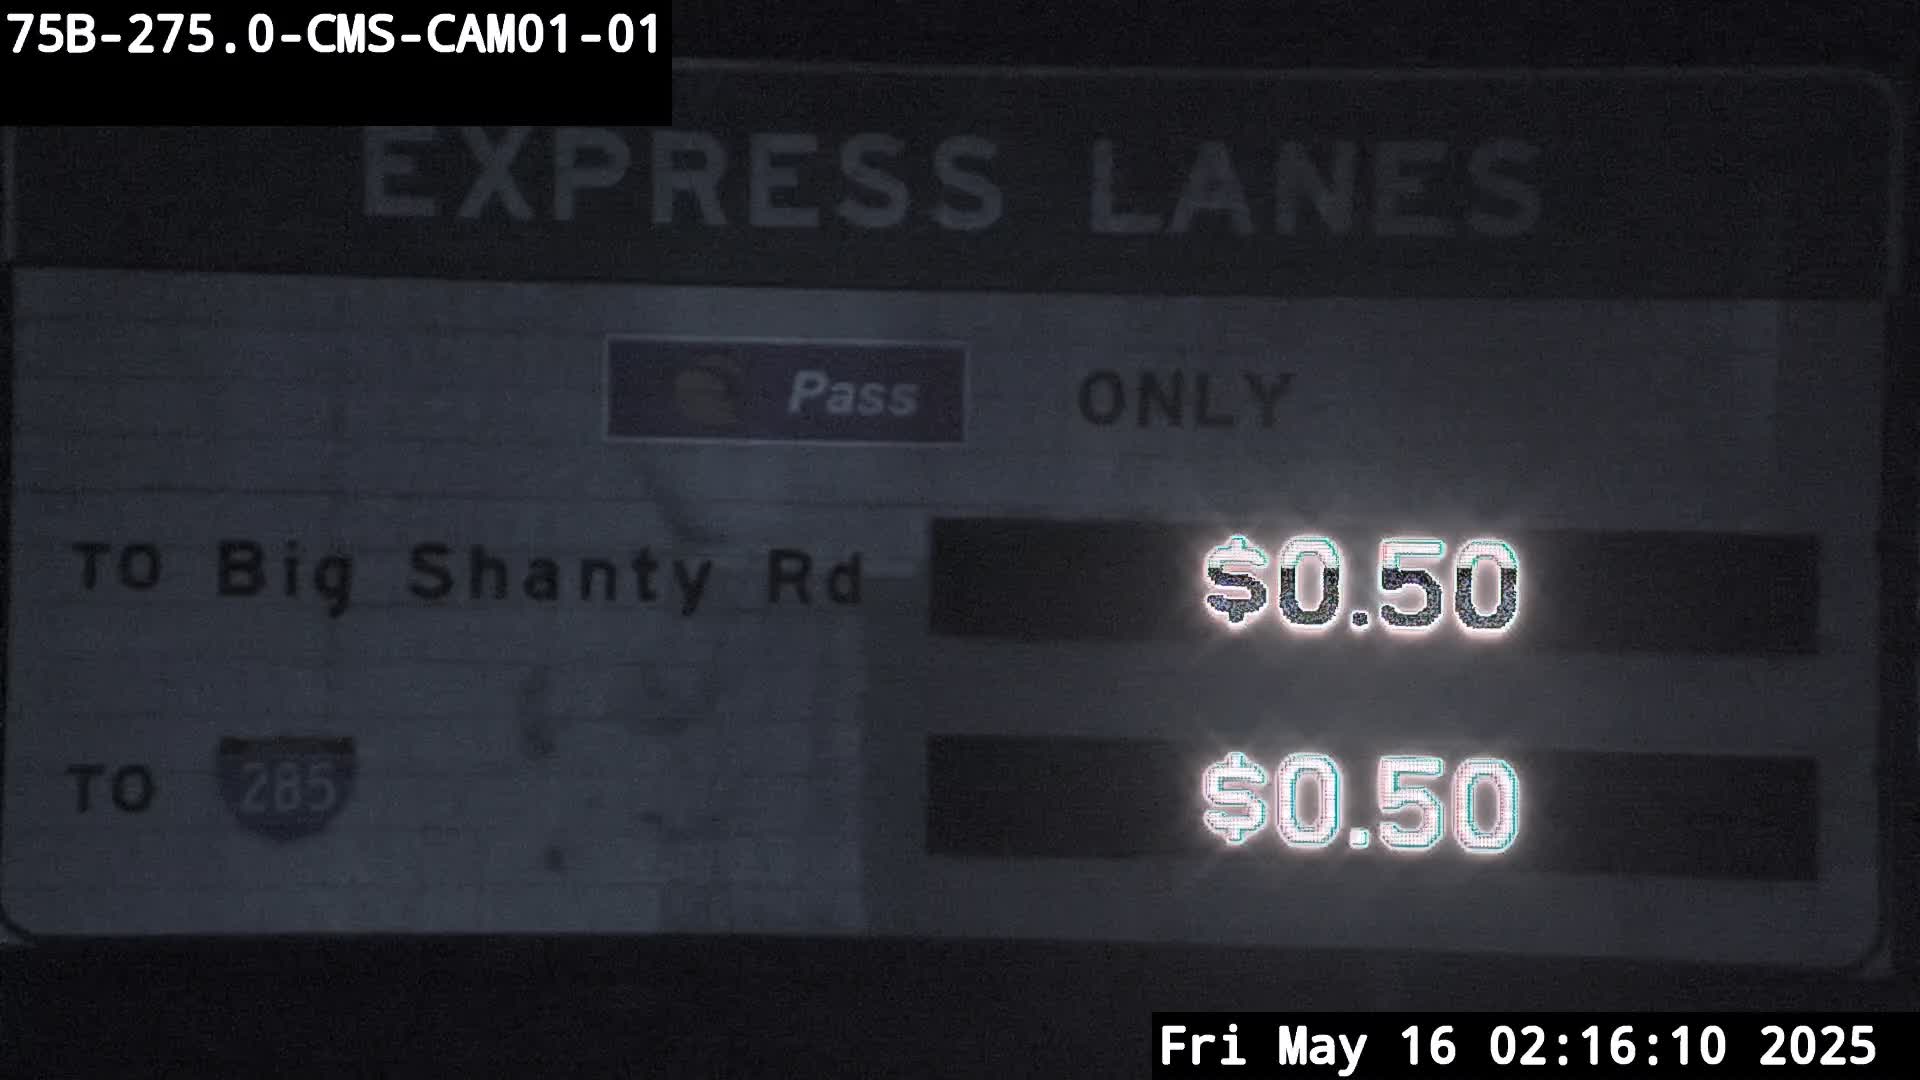 75B-275.0-CMS-CAM01-01
EXPRESS LANES
Pass ONLY
TO Big Shanty Rd $0.50
TO 285 $0.50
Fri May 16 02:16:10 2025